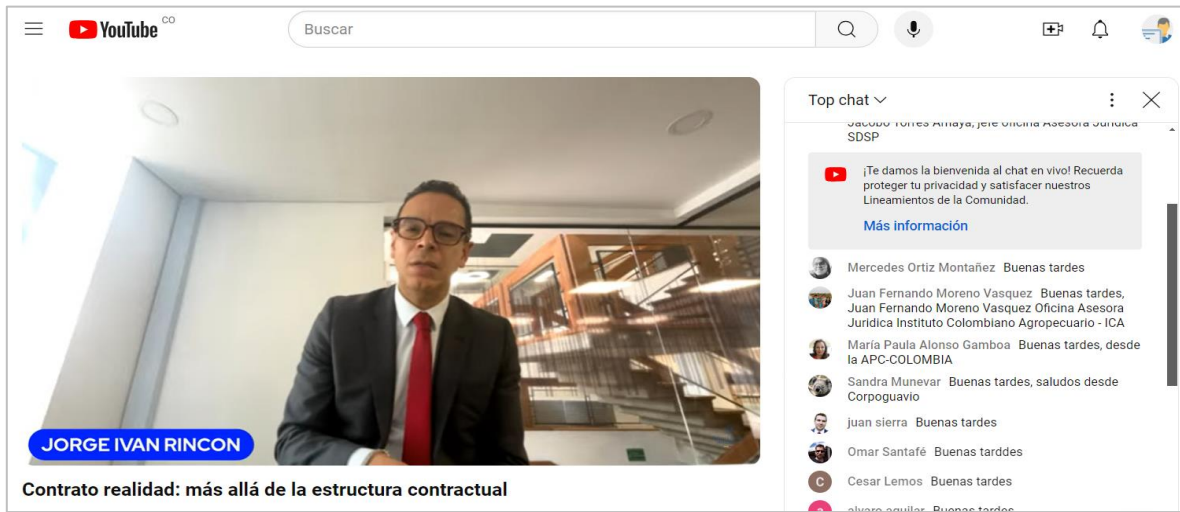 YouTube CO
Buscar
JORGE IVAN RINCON
Contrato realidad: más allá de la estructura contractual
Top chat
Jacobo Torres Amaya, jefe Oficina Asesora Jurídica
SDSP
¡Te damos la bienvenida al chat en vivo! Recuerda
proteger tu privacidad y satisfacer nuestros
Lineamientos de la Comunidad.
Más información
Mercedes Ortiz Montañez Buenas tardes
Juan Fernando Moreno Vasquez Buenas tardes,
Juan Fernando Moreno Vasquez Oficina Asesora
Juridica Instituto Colombiano Agropecuario - ICA
María Paula Alonso Gamboa Buenas tardes, desde
la APC-COLOMBIA
Sandra Munevar Buenas tardes, saludos desde
Corpoguavio
juan sierra Buenas tardes
Omar Santafé Buenas tarddes
C
Cesar Lemos Buenas tardes
a
alvaro aguilar Buenas tardes